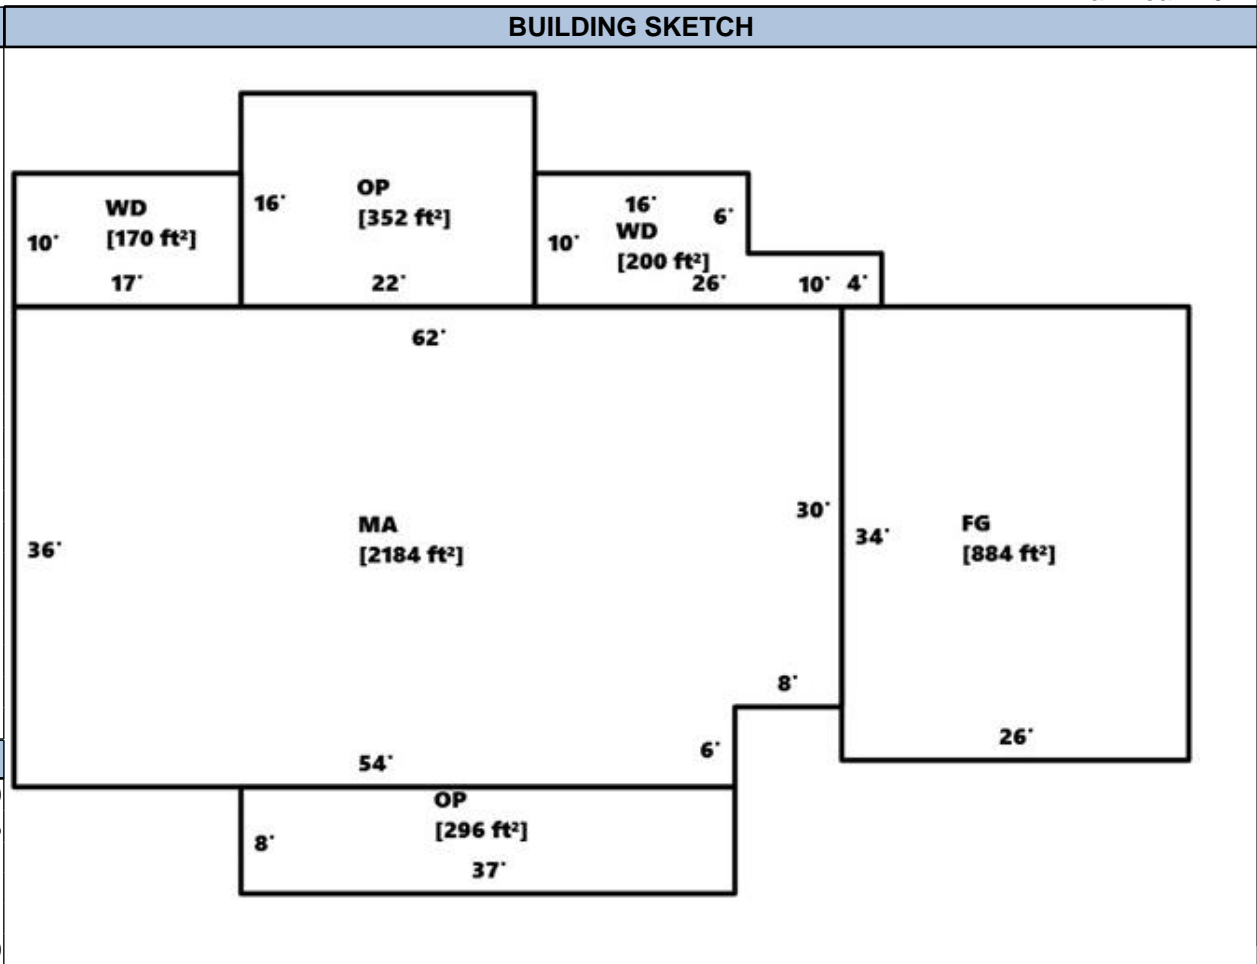 BUILDING SKETCH
OP
[352 ft²]
16'
22'
WD
[170 ft²]
10'
17'
16'
6'
WD
[200 ft²]
10'
26'
10'
4'
62'
MA
[2184 ft²]
36'
30'
8'
6'
54'
FG
[884 ft²]
34'
26'
OP
[296 ft²]
8'
37'